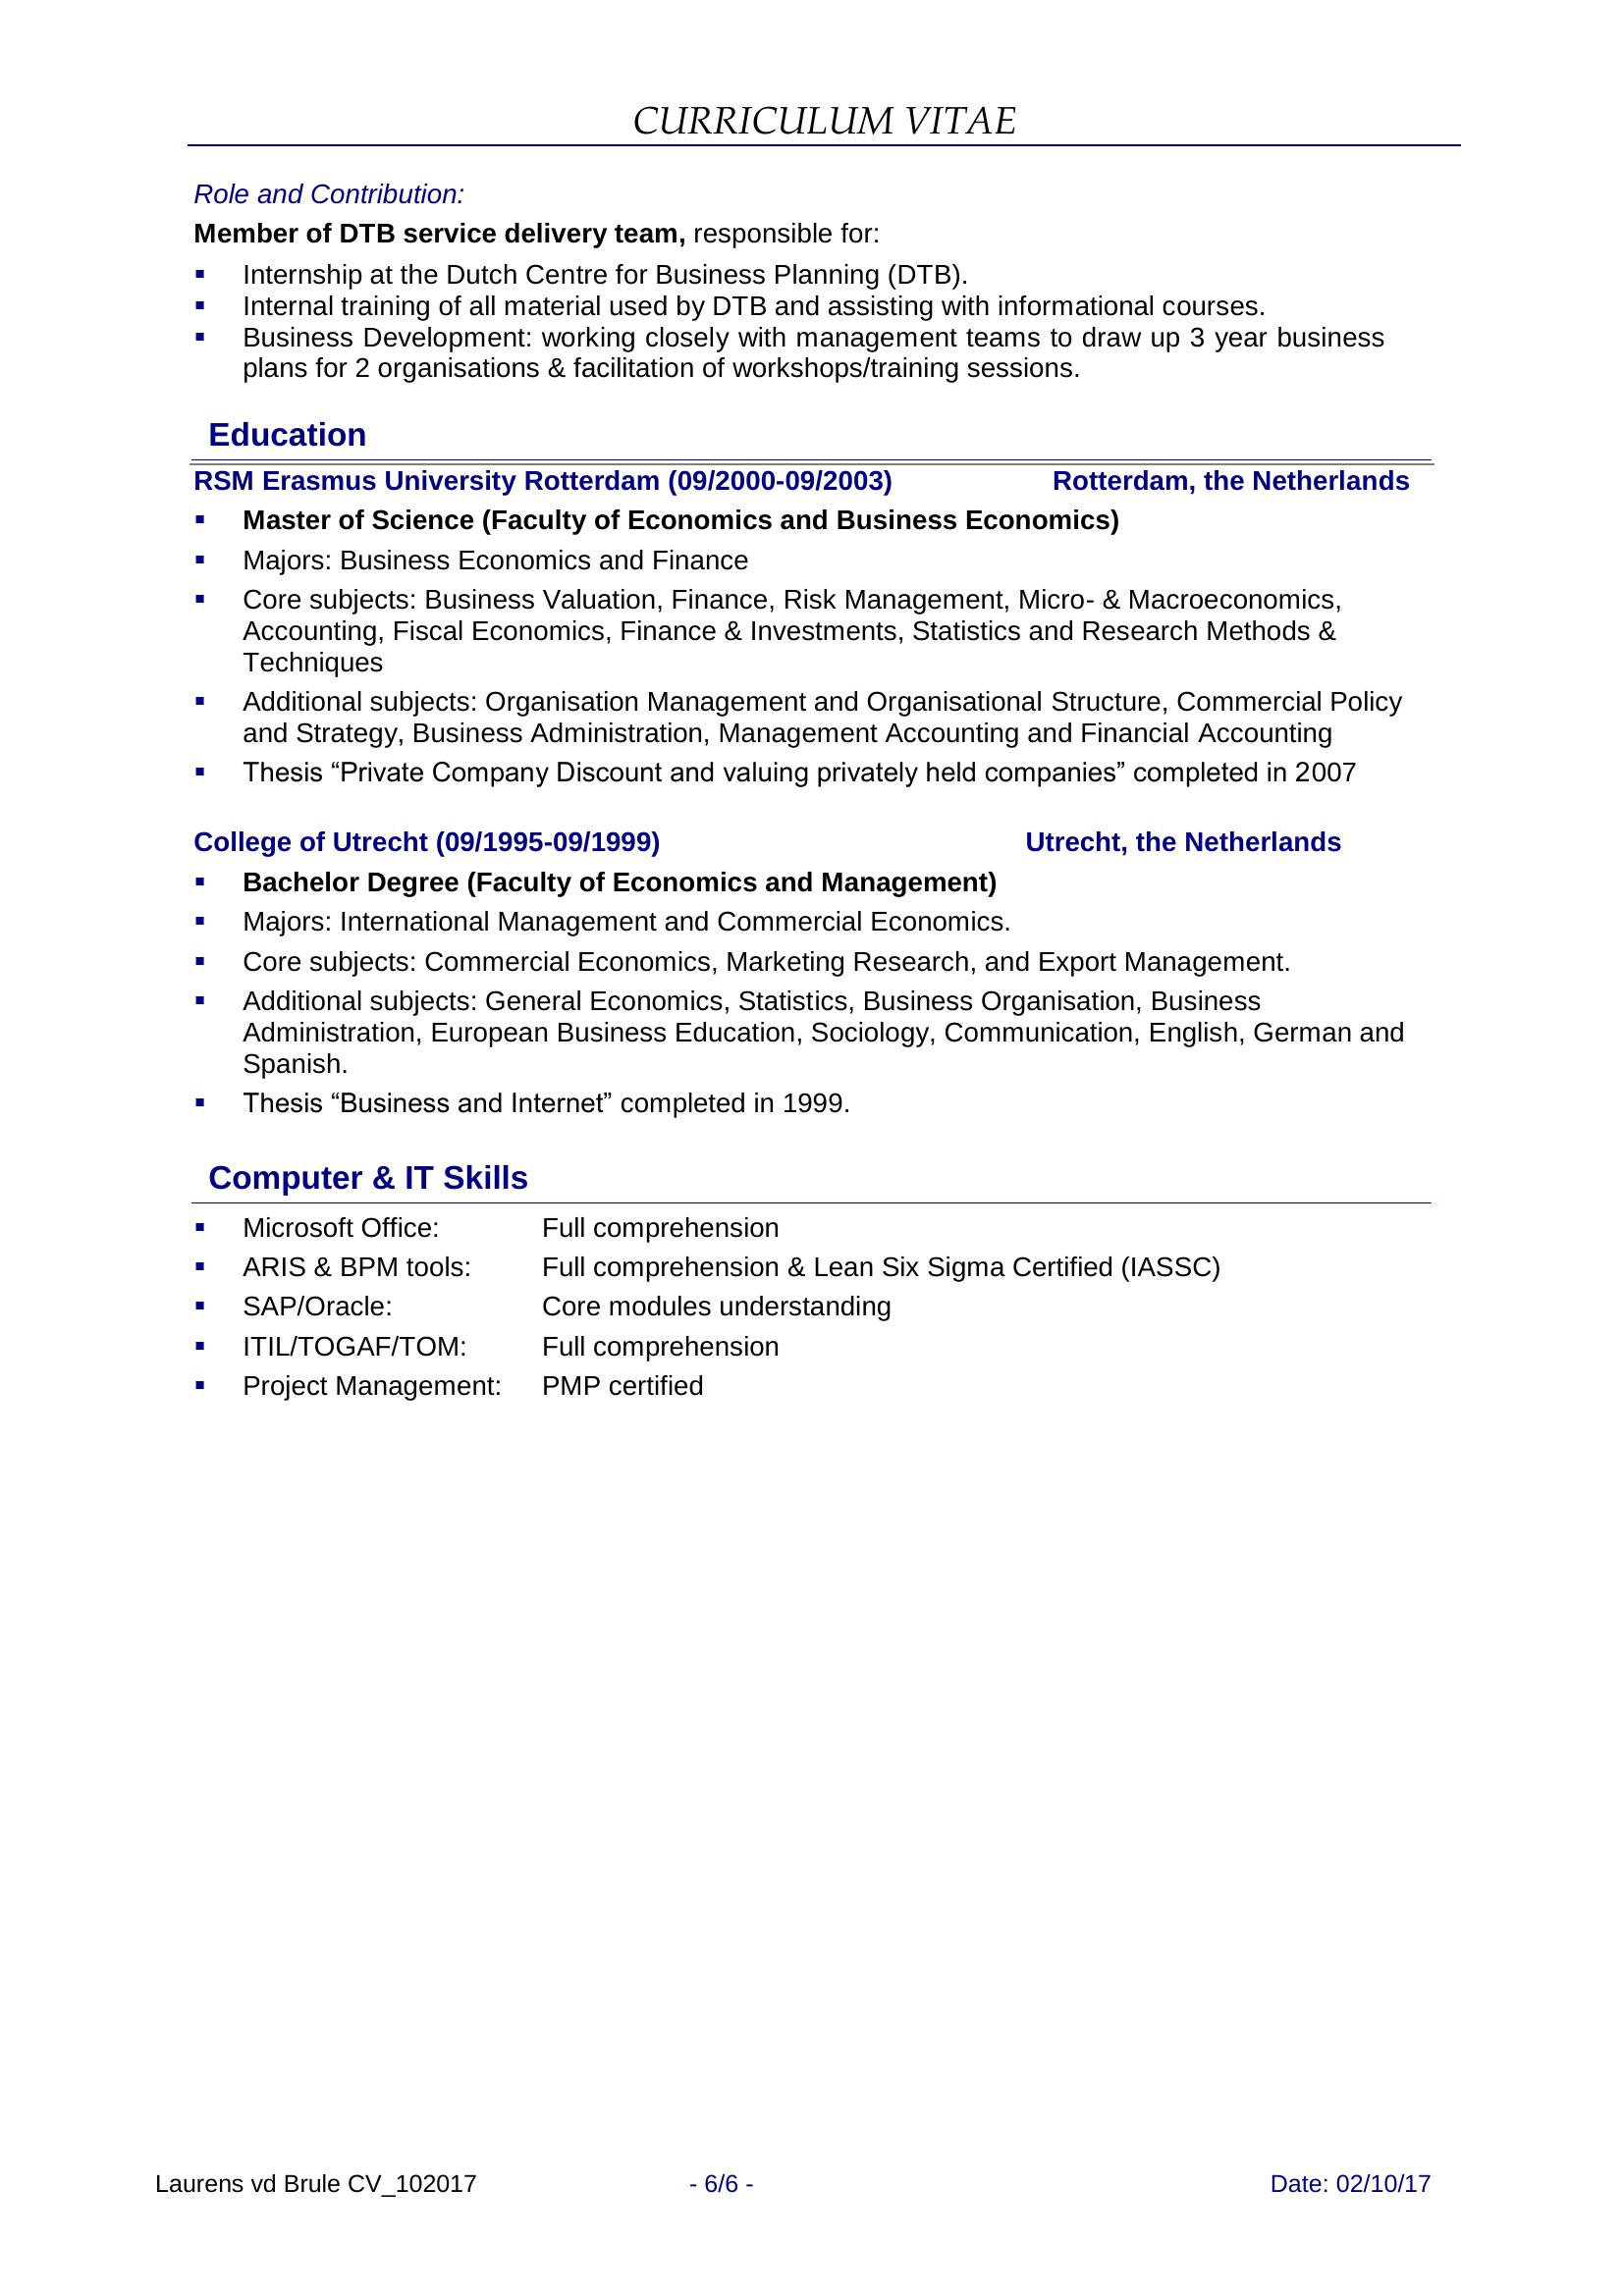 CURRICULUM VITAE
Role and Contribution:
Member of DTB service delivery team, responsible for:
▪ Internship at the Dutch Centre for Business Planning (DTB).
▪ Internal training of all material used by DTB and assisting with informational courses.
▪ Business Development: working closely with management teams to draw up 3 year business
plans for 2 organisations & facilitation of workshops/training sessions.
Education
RSM Erasmus University Rotterdam (09/2000-09/2003) Rotterdam, the Netherlands
▪ Master of Science (Faculty of Economics and Business Economics)
▪ Majors: Business Economics and Finance
▪ Core subjects: Business Valuation, Finance, Risk Management, Micro- & Macroeconomics,
Accounting, Fiscal Economics, Finance & Investments, Statistics and Research Methods &
Techniques
▪ Additional subjects: Organisation Management and Organisational Structure, Commercial Policy
and Strategy, Business Administration, Management Accounting and Financial Accounting
▪ Thesis “Private Company Discount and valuing privately held companies” completed in 2007
College of Utrecht (09/1995-09/1999) Utrecht, the Netherlands
▪ Bachelor Degree (Faculty of Economics and Management)
▪ Majors: International Management and Commercial Economics.
▪ Core subjects: Commercial Economics, Marketing Research, and Export Management.
▪ Additional subjects: General Economics, Statistics, Business Organisation, Business
Administration, European Business Education, Sociology, Communication, English, German and
Spanish.
▪ Thesis “Business and Internet” completed in 1999.
Computer & IT Skills
▪ Microsoft Office: Full comprehension
▪ ARIS & BPM tools: Full comprehension & Lean Six Sigma Certified (IASSC)
▪ SAP/Oracle: Core modules understanding
▪ ITIL/TOGAF/TOM: Full comprehension
▪ Project Management: PMP certified
Laurens vd Brule CV_102017 - 6/6 - Date: 02/10/17